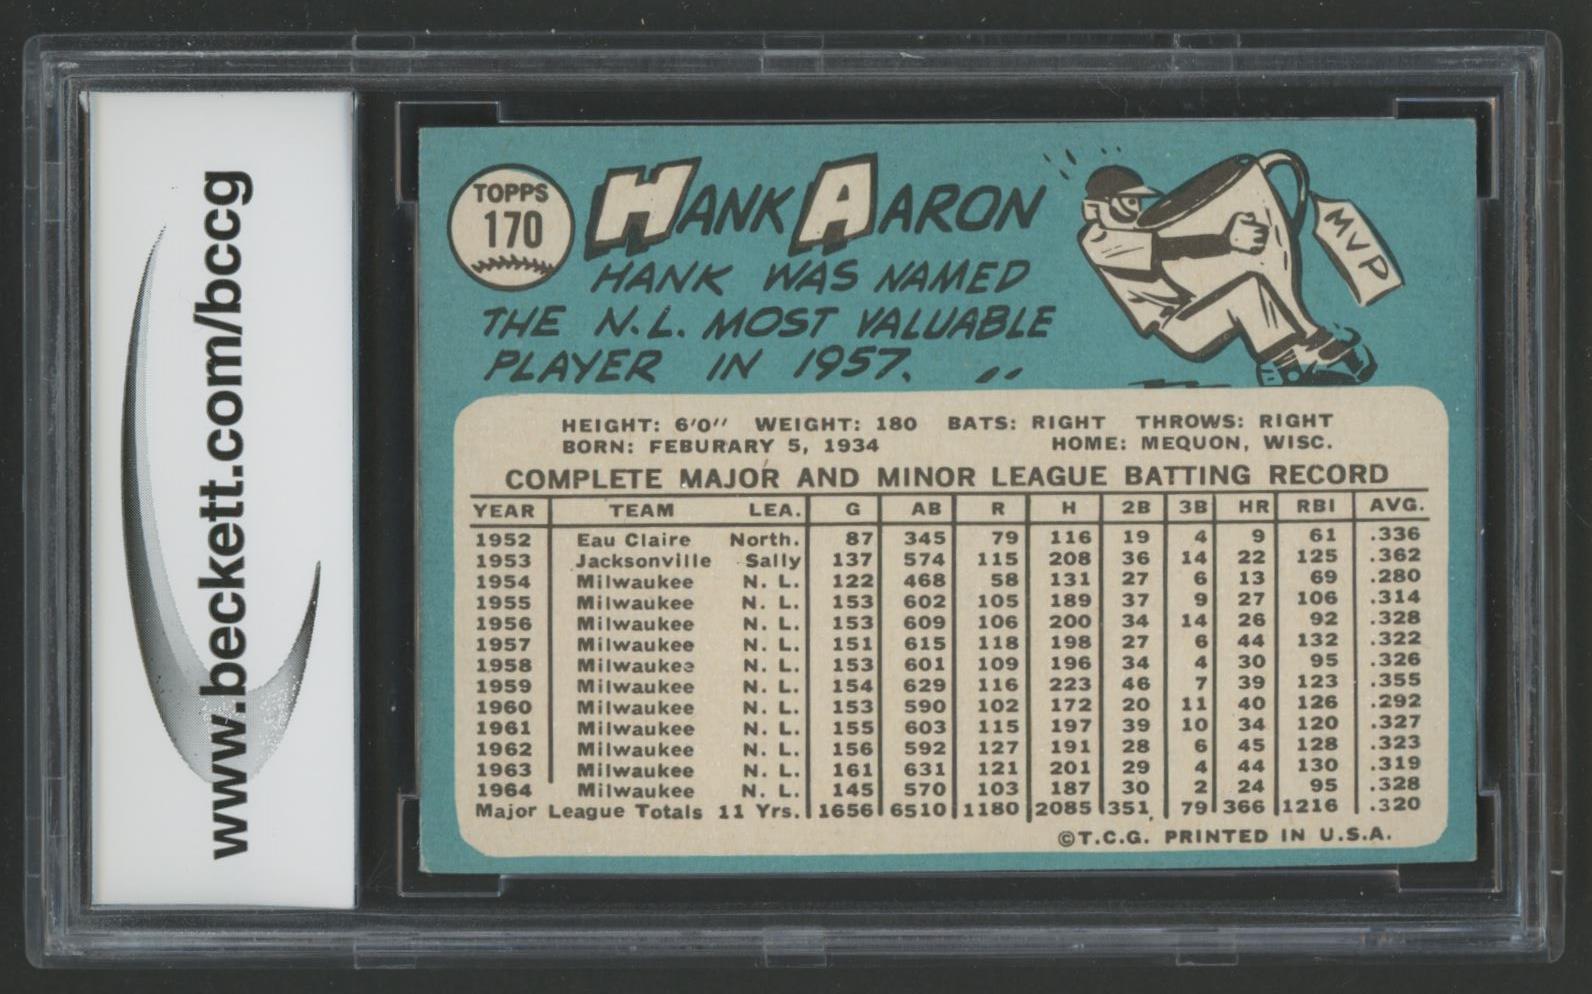 www.beckett.com/bccg
TOPPS
170
HANK AARON
HANK WAS NAMED
THE N.L. MOST VALUABLE
PLAYER IN 1957.
MVP
HEIGHT: 6'0" WEIGHT: 180 BATS: RIGHT THROWS: RIGHT
BORN: FEBURARY 5, 1934 HOME: MEQUON, WISC.
COMPLETE MAJOR AND MINOR LEAGUE BATTING RECORD
YEAR TEAM LEA. G AB R H 2B 3B HR RBI AVG.
1952 Eau Claire North. 87 345 79 116 19 4 9 61 .336
1953 Jacksonville Sally 137 574 115 208 36 14 22 125 .362
1954 Milwaukee N. L. 122 468 58 131 27 6 13 69 .280
1955 Milwaukee N. L. 153 602 105 189 37 9 27 106 .314
1956 Milwaukee N. L. 153 609 106 200 34 14 26 92 .328
1957 Milwaukee N. L. 151 615 118 198 27 6 44 132 .322
1958 Milwaukee N. L. 153 601 109 196 34 4 30 95 .326
1959 Milwaukee N. L. 154 629 116 223 46 7 39 123 .355
1960 Milwaukee N. L. 153 590 102 172 20 11 40 126 .292
1961 Milwaukee N. L. 155 603 115 197 39 10 34 120 .327
1962 Milwaukee N. L. 156 592 127 191 28 6 45 128 .323
1963 Milwaukee N. L. 161 631 121 201 29 4 44 130 .319
1964 Milwaukee N. L. 145 570 103 187 30 2 24 95 .328
Major League Totals 11 Yrs. 1656 6510 1180 2085 351 79 366 1216 .320
©T.C.G. PRINTED IN U.S.A.